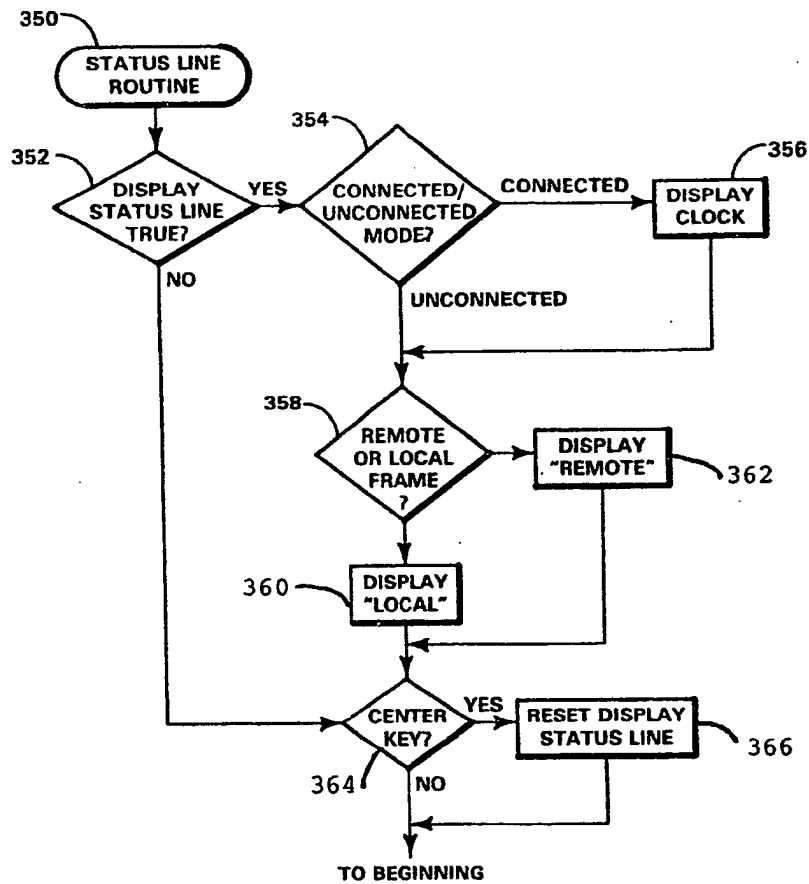 350
STATUS LINE
ROUTINE
352
DISPLAY
STATUS LINE
TRUE?
YES
NO
354
CONNECTED/
UNCONNECTED
MODE?
CONNECTED
UNCONNECTED
356
DISPLAY
CLOCK
358
REMOTE
OR LOCAL
FRAME
?
DISPLAY
"REMOTE"
362
360
DISPLAY
"LOCAL"
CENTER
KEY?
364
YES
NO
RESET DISPLAY
STATUS LINE
366
TO BEGINNING